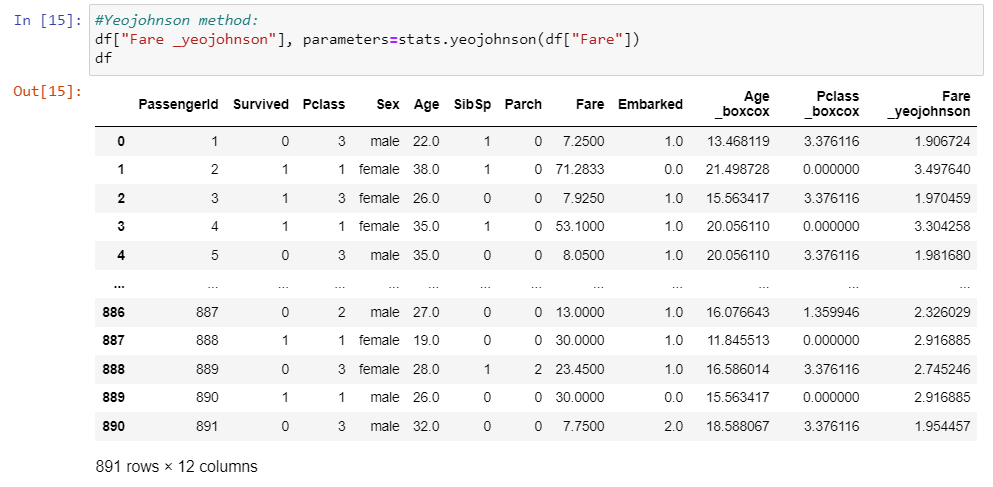 In [15]: #Yeojohnson method:
df["Fare _yeojohnson"], parameters=stats.yeojohnson(df["Fare"])
df
Out[15]:
PassengerId Survived Pclass Sex Age SibSp Parch Fare Embarked Age _boxcox Pclass _boxcox Fare _yeojohnson
0 1 0 3 male 22.0 1 0 7.2500 1.0 13.468119 3.376116 1.906724
1 2 1 1 female 38.0 1 0 71.2833 0.0 21.498728 0.000000 3.497640
2 3 1 3 female 26.0 0 0 7.9250 1.0 15.563417 3.376116 1.970459
3 4 1 1 female 35.0 1 0 53.1000 1.0 20.056110 0.000000 3.304258
4 5 0 3 male 35.0 0 0 8.0500 1.0 20.056110 3.376116 1.981680
... ... ... ... ... ... ... ... ... ... ... ... ...
886 887 0 2 male 27.0 0 0 13.0000 1.0 16.076643 1.359946 2.326029
887 888 1 1 female 19.0 0 0 30.0000 1.0 11.845513 0.000000 2.916885
888 889 0 3 female 28.0 1 2 23.4500 1.0 16.586014 3.376116 2.745246
889 890 1 1 male 26.0 0 0 30.0000 0.0 15.563417 0.000000 2.916885
890 891 0 3 male 32.0 0 0 7.7500 2.0 18.588067 3.376116 1.954457
891 rows × 12 columns